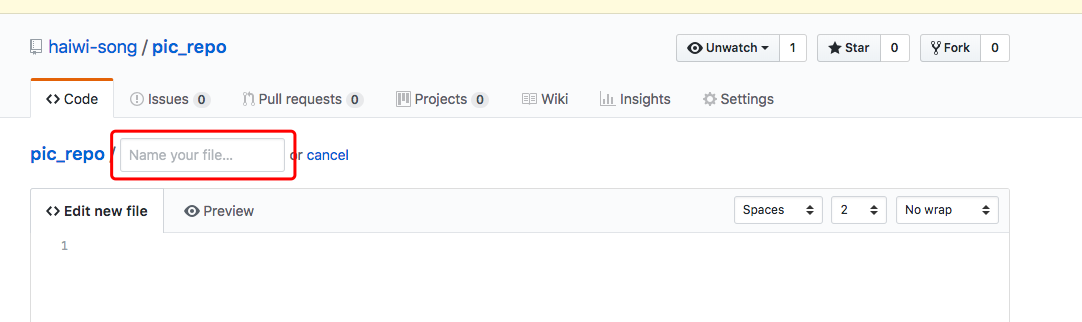 haiwi-song / pic_repo
Unwatch 1 Star 0 Fork 0
Code Issues 0 Pull requests 0 Projects 0 Wiki Insights Settings
pic_repo / Name your file... or cancel
Edit new file Preview Spaces 2 No wrap
1